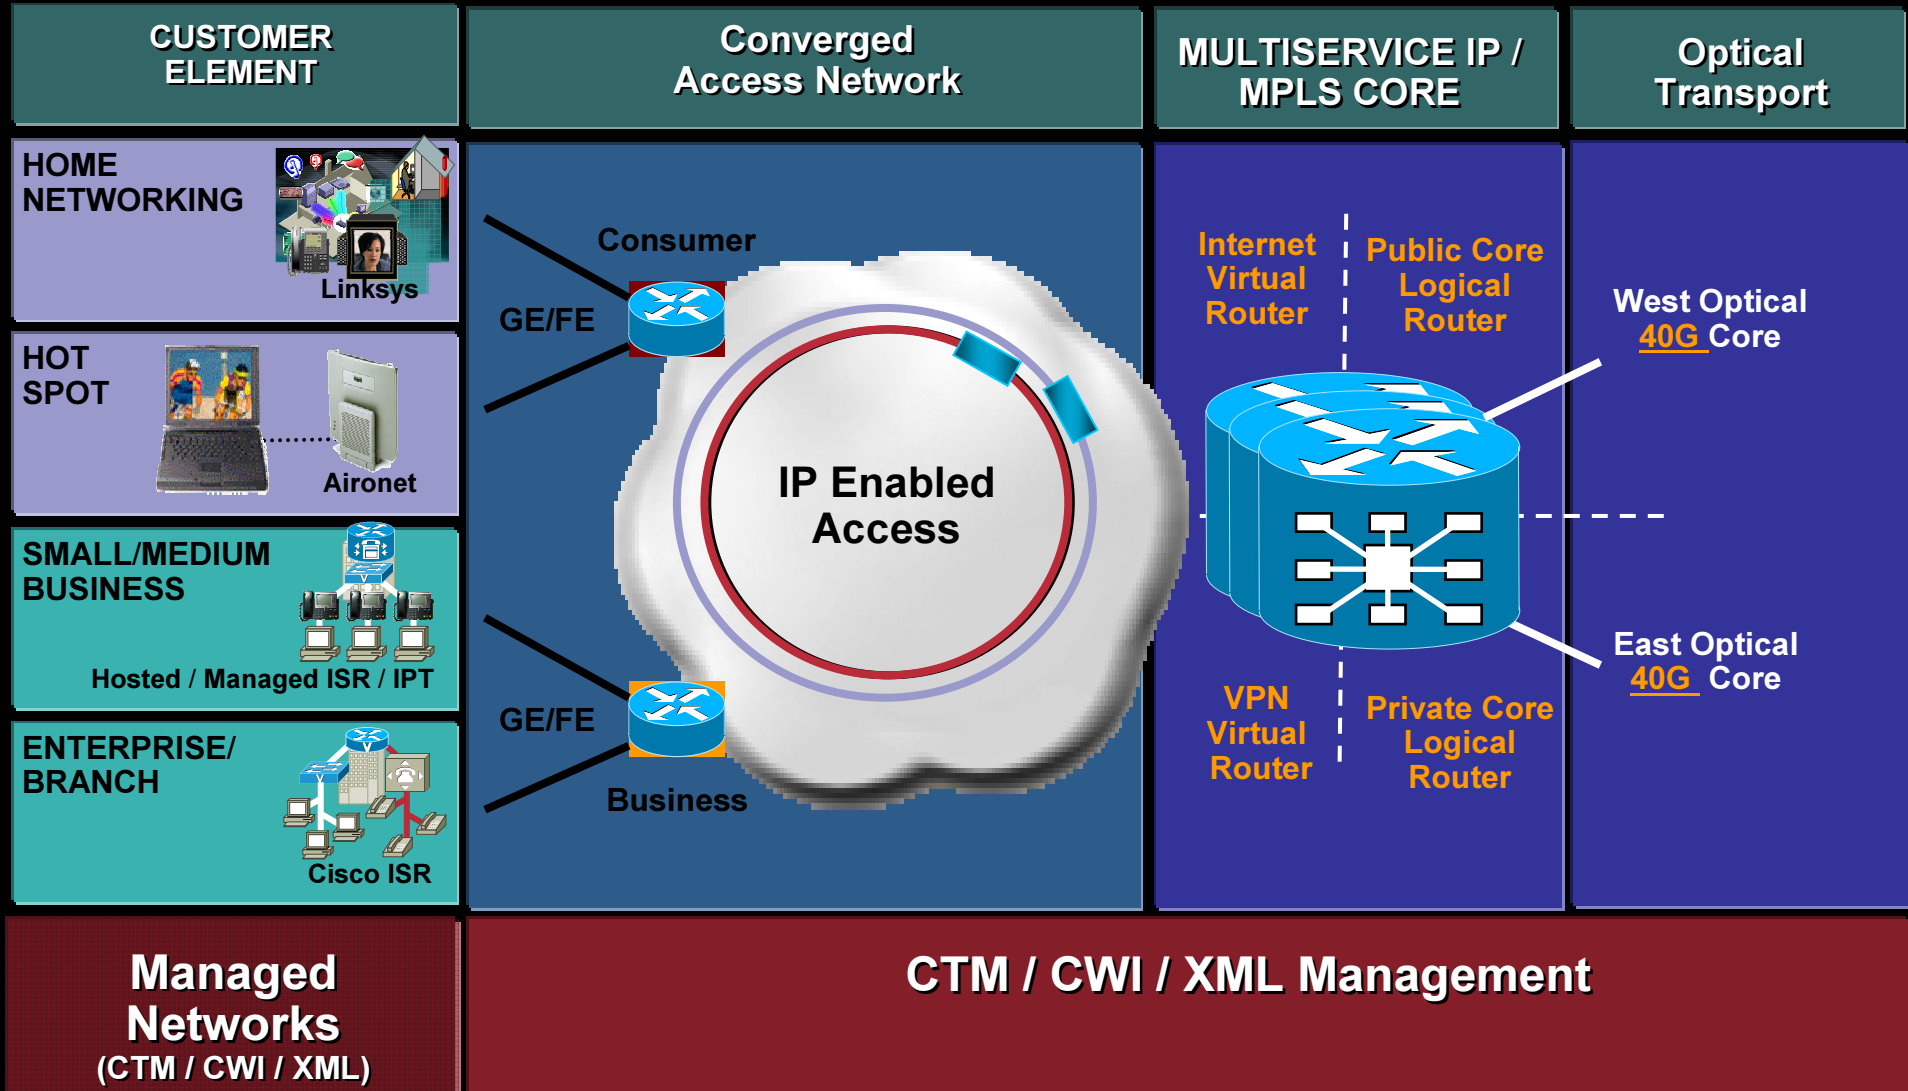 CUSTOMER
ELEMENT
Converged
Access Network
MULTISERVICE IP /
MPLS CORE
Optical
Transport
HOME
NETWORKING
Linksys
HOT
SPOT
Aironet
SMALL/MEDIUM
BUSINESS
V
Hosted / Managed ISR / IPT
ENTERPRISE/
BRANCH
V
Cisco ISR
Consumer
GE/FE
IP Enabled
Access
GE/FE
Business
Internet
Virtual
Router
Public Core
Logical
Router
VPN
Virtual
Router
Private Core
Logical
Router
West Optical
40G Core
East Optical
40G Core
Managed
Networks
(CTM / CWI / XML)
CTM / CWI / XML Management